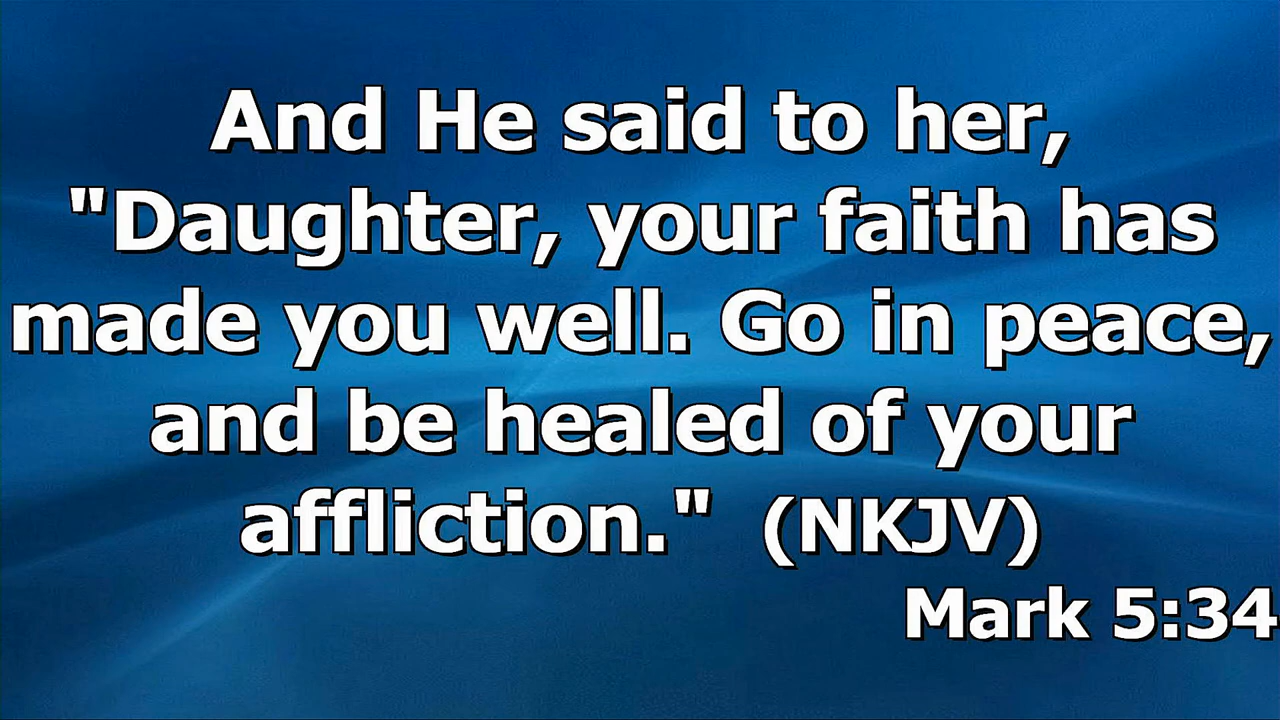 And He said to her,
"Daughter, your faith has
made you well. Go in peace,
and be healed of your
affliction." (NKJV)
Mark 5:34